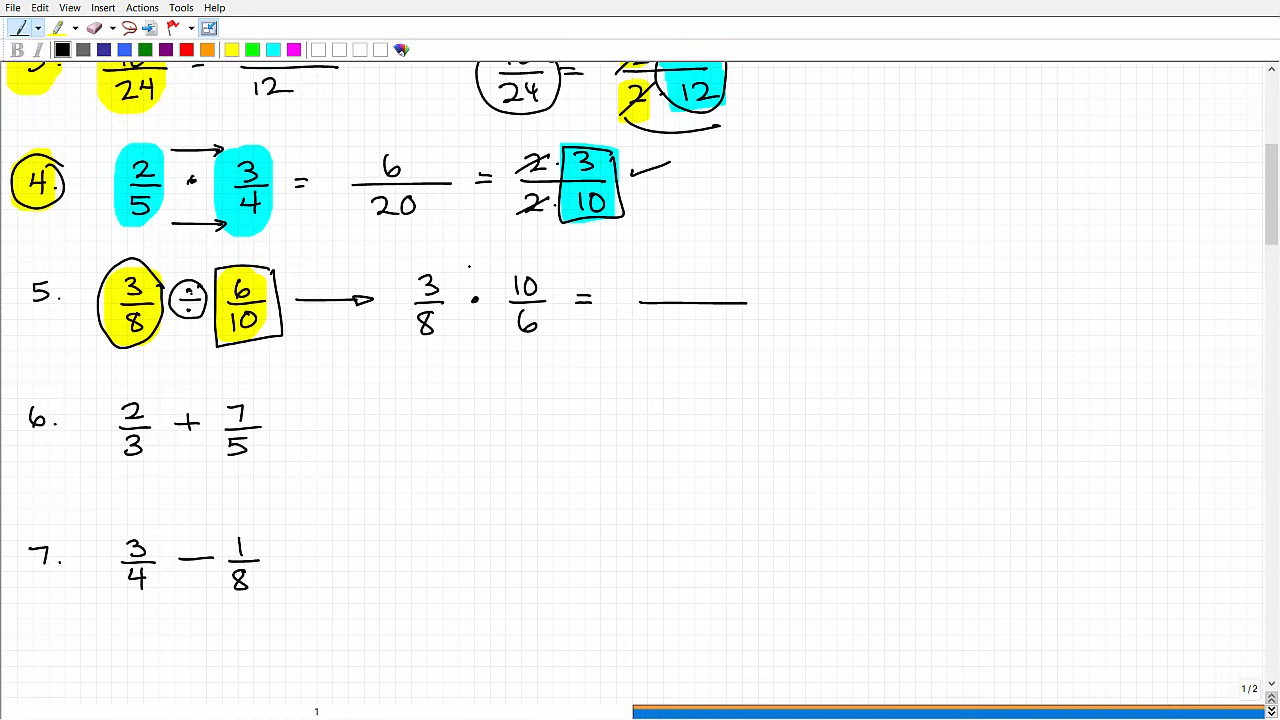 File Edit View Insert Actions Tools Help
B I
24 = 12 24 = 2 · 12
4. 2/5 · 3/4 = 6/20 = 2·3/2·10 ✓
5. 3/8 ÷ 6/10 → 3/8 · 10/6 =
6. 2/3 + 7/5
7. 3/4 — 1/8
1/2
1